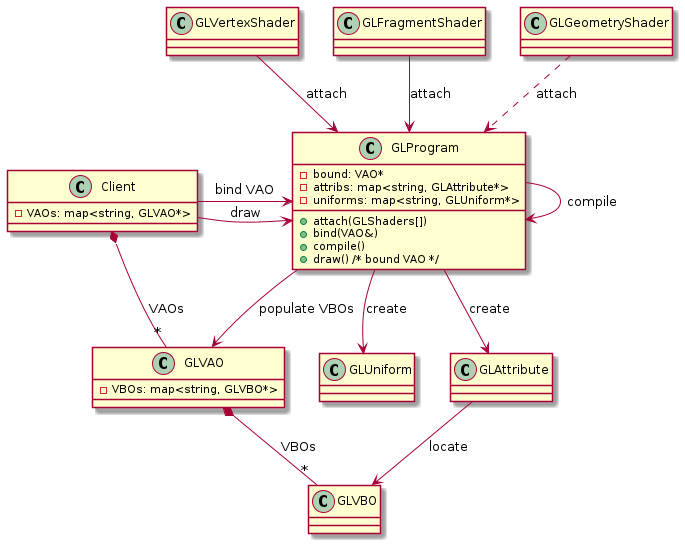 C GLVertexShader
C GLFragmentShader
C GLGeometryShader
attach
attach
attach
C GLProgram
bound: VAO*
attribs: map<string, GLAttribute*>
uniforms: map<string, GLUniform*>
attach(GLShaders[])
bind(VAO&)
compile()
draw() /* bound VAO */
compile
C Client
VAOs: map<string, GLVAO*>
bind VAO
draw
VAOs
*
populate VBOs
create
create
C GLVAO
VBOs: map<string, GLVBO*>
C GLUniform
C GLAttribute
VBOs
*
locate
C GLVBO